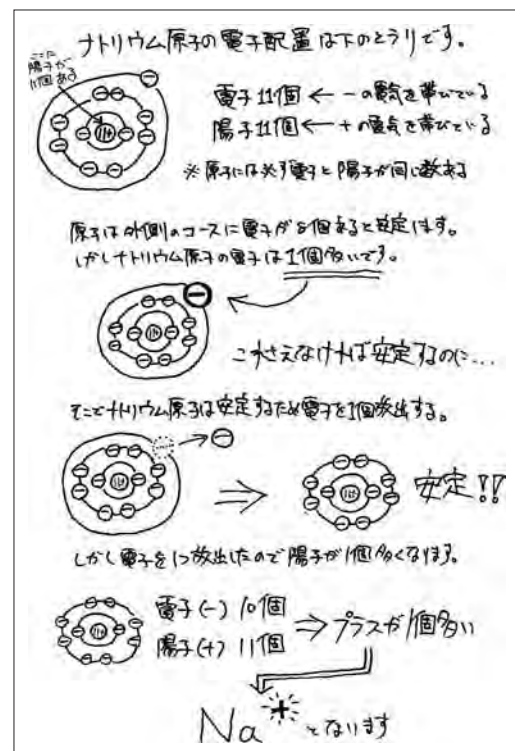 ナトリウム原子の電子配置は下のとうりです。
ここに
陽子が
11個ある
11+
電子11個 ← −の電気を帯びている
陽子11個 ← +の電気を帯びている
※原子には必ず電子と陽子が同じ数ある
原子は外側のコースに電子が8個あると安定します。
しかしナトリウム原子の電子は1個多いです。
11+
これさえなければ安定するのに…
そこでナトリウム原子は安定するため電子を1個放出する。
11+
⇒
11+
安定!!
しかし電子を1つ放出したので陽子が1個多くなります。
11+
電子(−) 10個
陽子(+) 11個
⇒ プラスが1個多い
Na⁺ となります